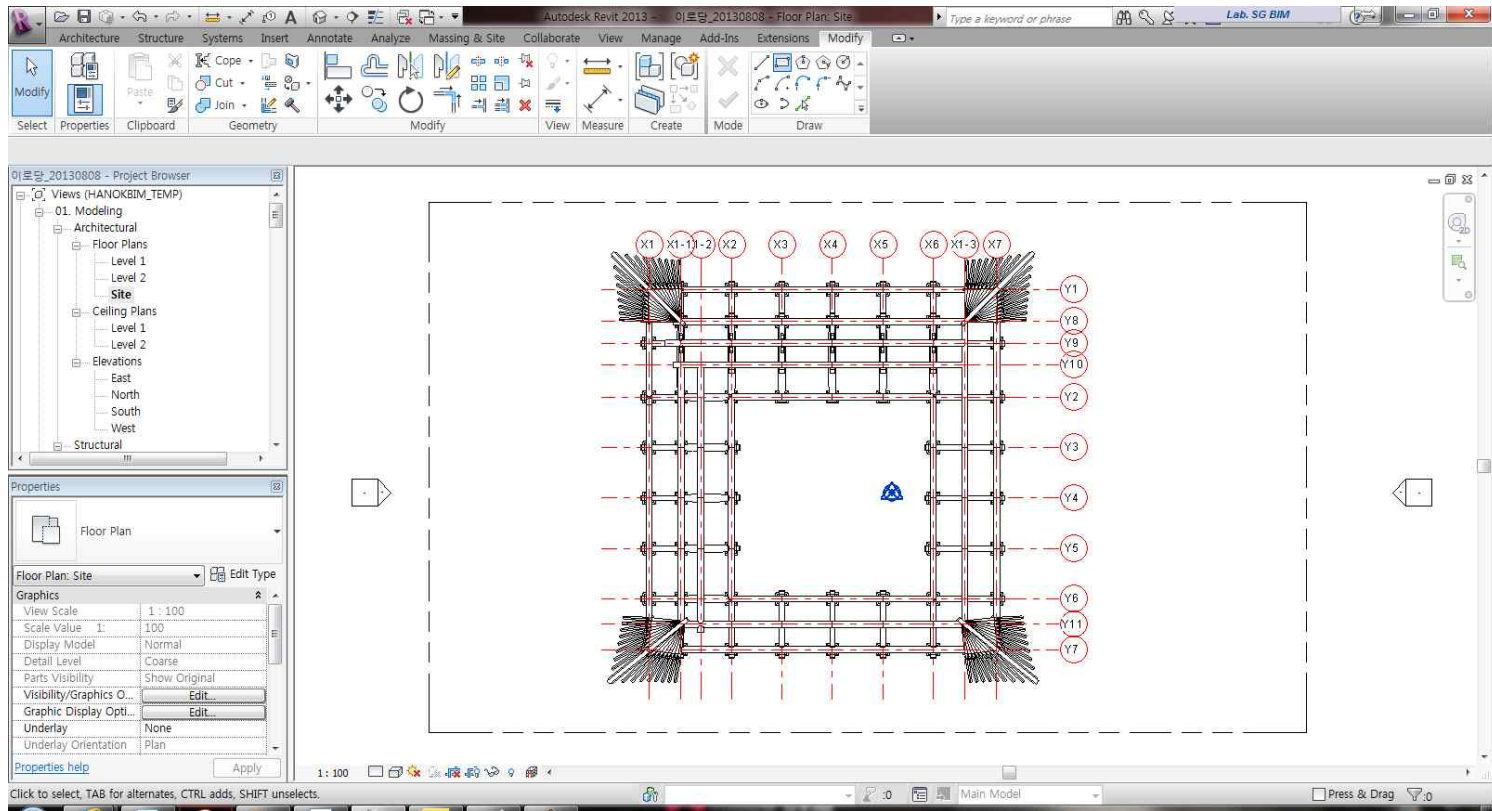 Autodesk Revit 2013 - 이로당_20130808 - Floor Plan: Site
Type a keyword or phrase
Lab. SG BIM
Architecture Structure Systems Insert Annotate Analyze Massing & Site Collaborate View Manage Add-Ins Extensions Modify
Modify
Paste
Cope
Cut
Join
Select Properties Clipboard Geometry Modify View Measure Create Mode Draw
이로당_20130808 - Project Browser
Views (HANOKBIM_TEMP)
01. Modeling
Architectural
Floor Plans
Level 1
Level 2
Site
Ceiling Plans
Level 1
Level 2
Elevations
East
North
South
West
Structural
Properties
Floor Plan
Floor Plan: Site Edit Type
Graphics
View Scale 1 : 100
Scale Value 1: 100
Display Model Normal
Detail Level Coarse
Parts Visibility Show Original
Visibility/Graphics O... Edit...
Graphic Display Opti... Edit...
Underlay None
Underlay Orientation Plan
Properties help Apply
X1 X1-1 1-2 X2 X3 X4 X5 X6 X1-3 X7
Y1
Y8
Y9
Y10
Y2
Y3
Y4
Y5
Y6
Y11
Y7
2D
1 : 100
Click to select, TAB for alternates, CTRL adds, SHIFT unselects.
:0
Main Model
Press & Drag
:0